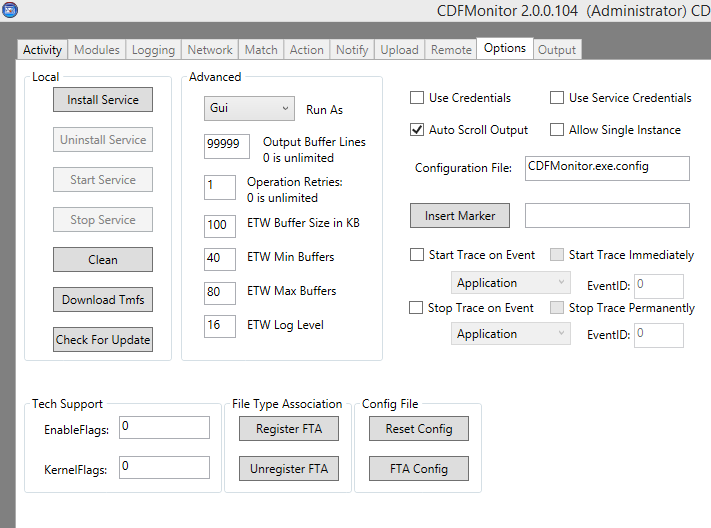 CDFMonitor 2.0.0.104 (Administrator) CD
Activity Modules Logging Network Match Action Notify Upload Remote Options Output
Local
Install Service
Uninstall Service
Start Service
Stop Service
Clean
Download Tmfs
Check For Update
Advanced
Gui Run As
99999 Output Buffer Lines
0 is unlimited
1 Operation Retries:
0 is unlimited
100 ETW Buffer Size in KB
40 ETW Min Buffers
80 ETW Max Buffers
16 ETW Log Level
Use Credentials Use Service Credentials
Auto Scroll Output Allow Single Instance
Configuration File: CDFMonitor.exe.config
Insert Marker
Start Trace on Event Start Trace Immediately
Application EventID: 0
Stop Trace on Event Stop Trace Permanently
Application EventID: 0
Tech Support
EnableFlags: 0
KernelFlags: 0
File Type Association
Register FTA
Unregister FTA
Config File
Reset Config
FTA Config